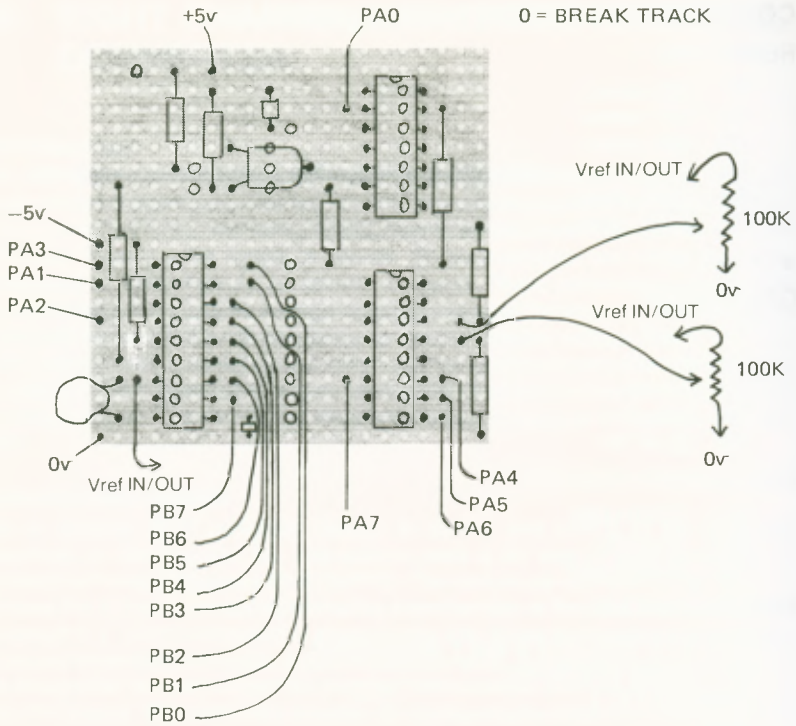 +5v PA0 0 = BREAK TRACK
Vref IN/OUT
100K
0v
-5v
PA3
PA1
PA2
Vref IN/OUT
100K
0v
0v
Vref IN/OUT
PA4
PA5
PA6
PA7
PB7
PB6
PB5
PB4
PB3
PB2
PB1
PB0